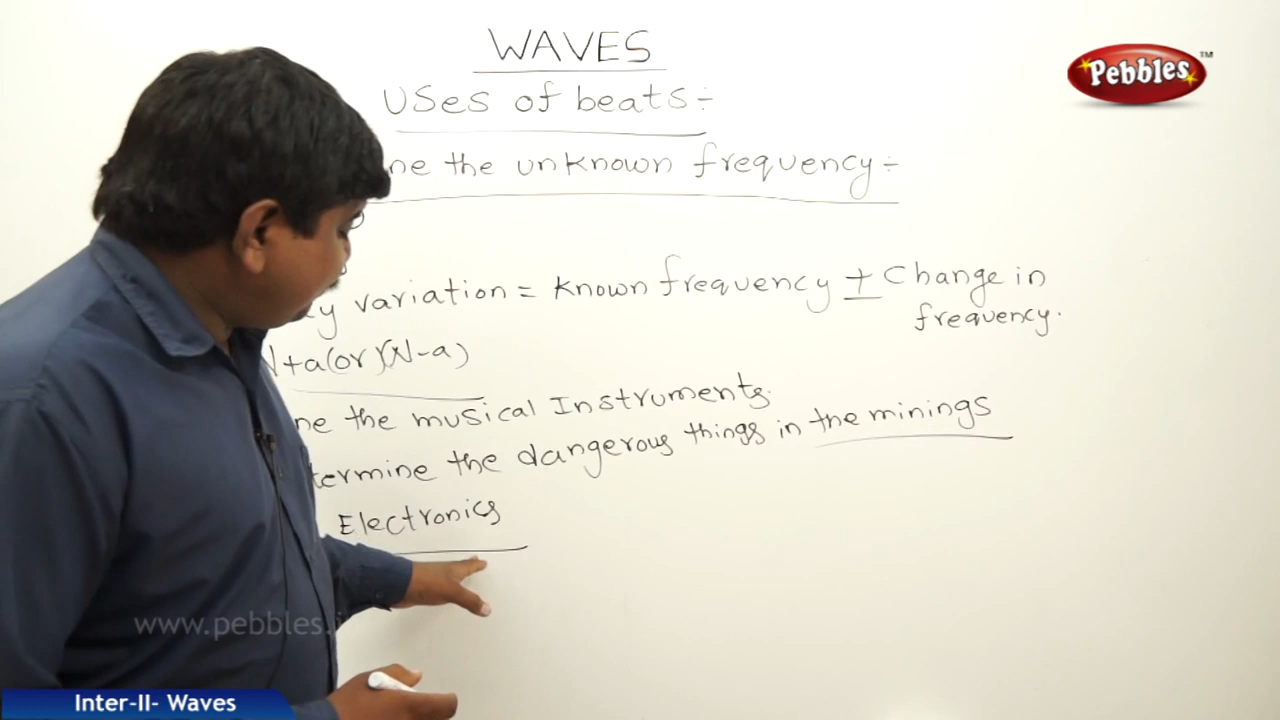 WAVES
Pebbles TM
Uses of beats÷
ne the unknown frequency÷
y variation = known frequency ± change in
frequency.
N+a(or)(N-a)
ne the musical Instruments.
termine the dangerous things in the minings
Electronics
www.pebbles.i
Inter-II- Waves